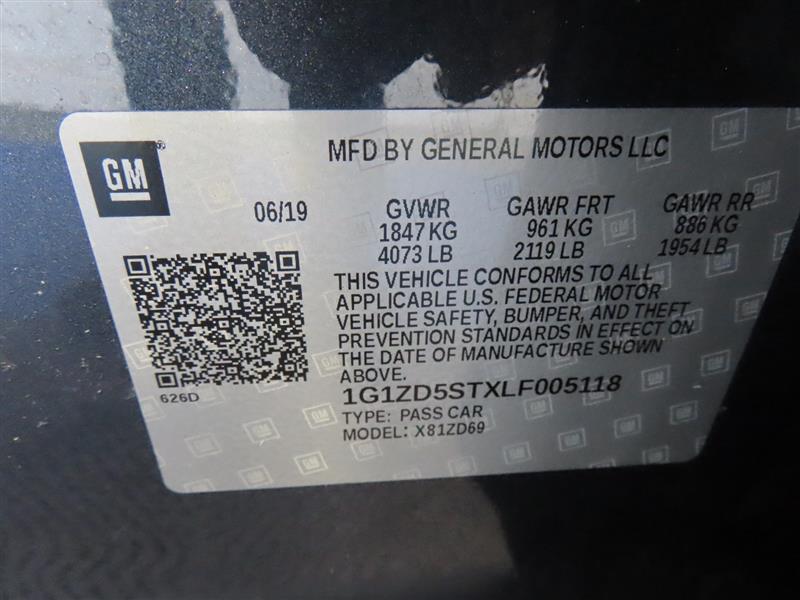 GM
MFD BY GENERAL MOTORS LLC
06/19
GVWR GAWR FRT GAWR RR
1847 KG 961 KG 886 KG
4073 LB 2119 LB 1954 LB
THIS VEHICLE CONFORMS TO ALL
APPLICABLE U.S. FEDERAL MOTOR
VEHICLE SAFETY, BUMPER, AND THEFT
PREVENTION STANDARDS IN EFFECT ON
THE DATE OF MANUFACTURE SHOWN
ABOVE.
626D
1G1ZD5STXLF005118
TYPE: PASS CAR
MODEL: X81ZD69